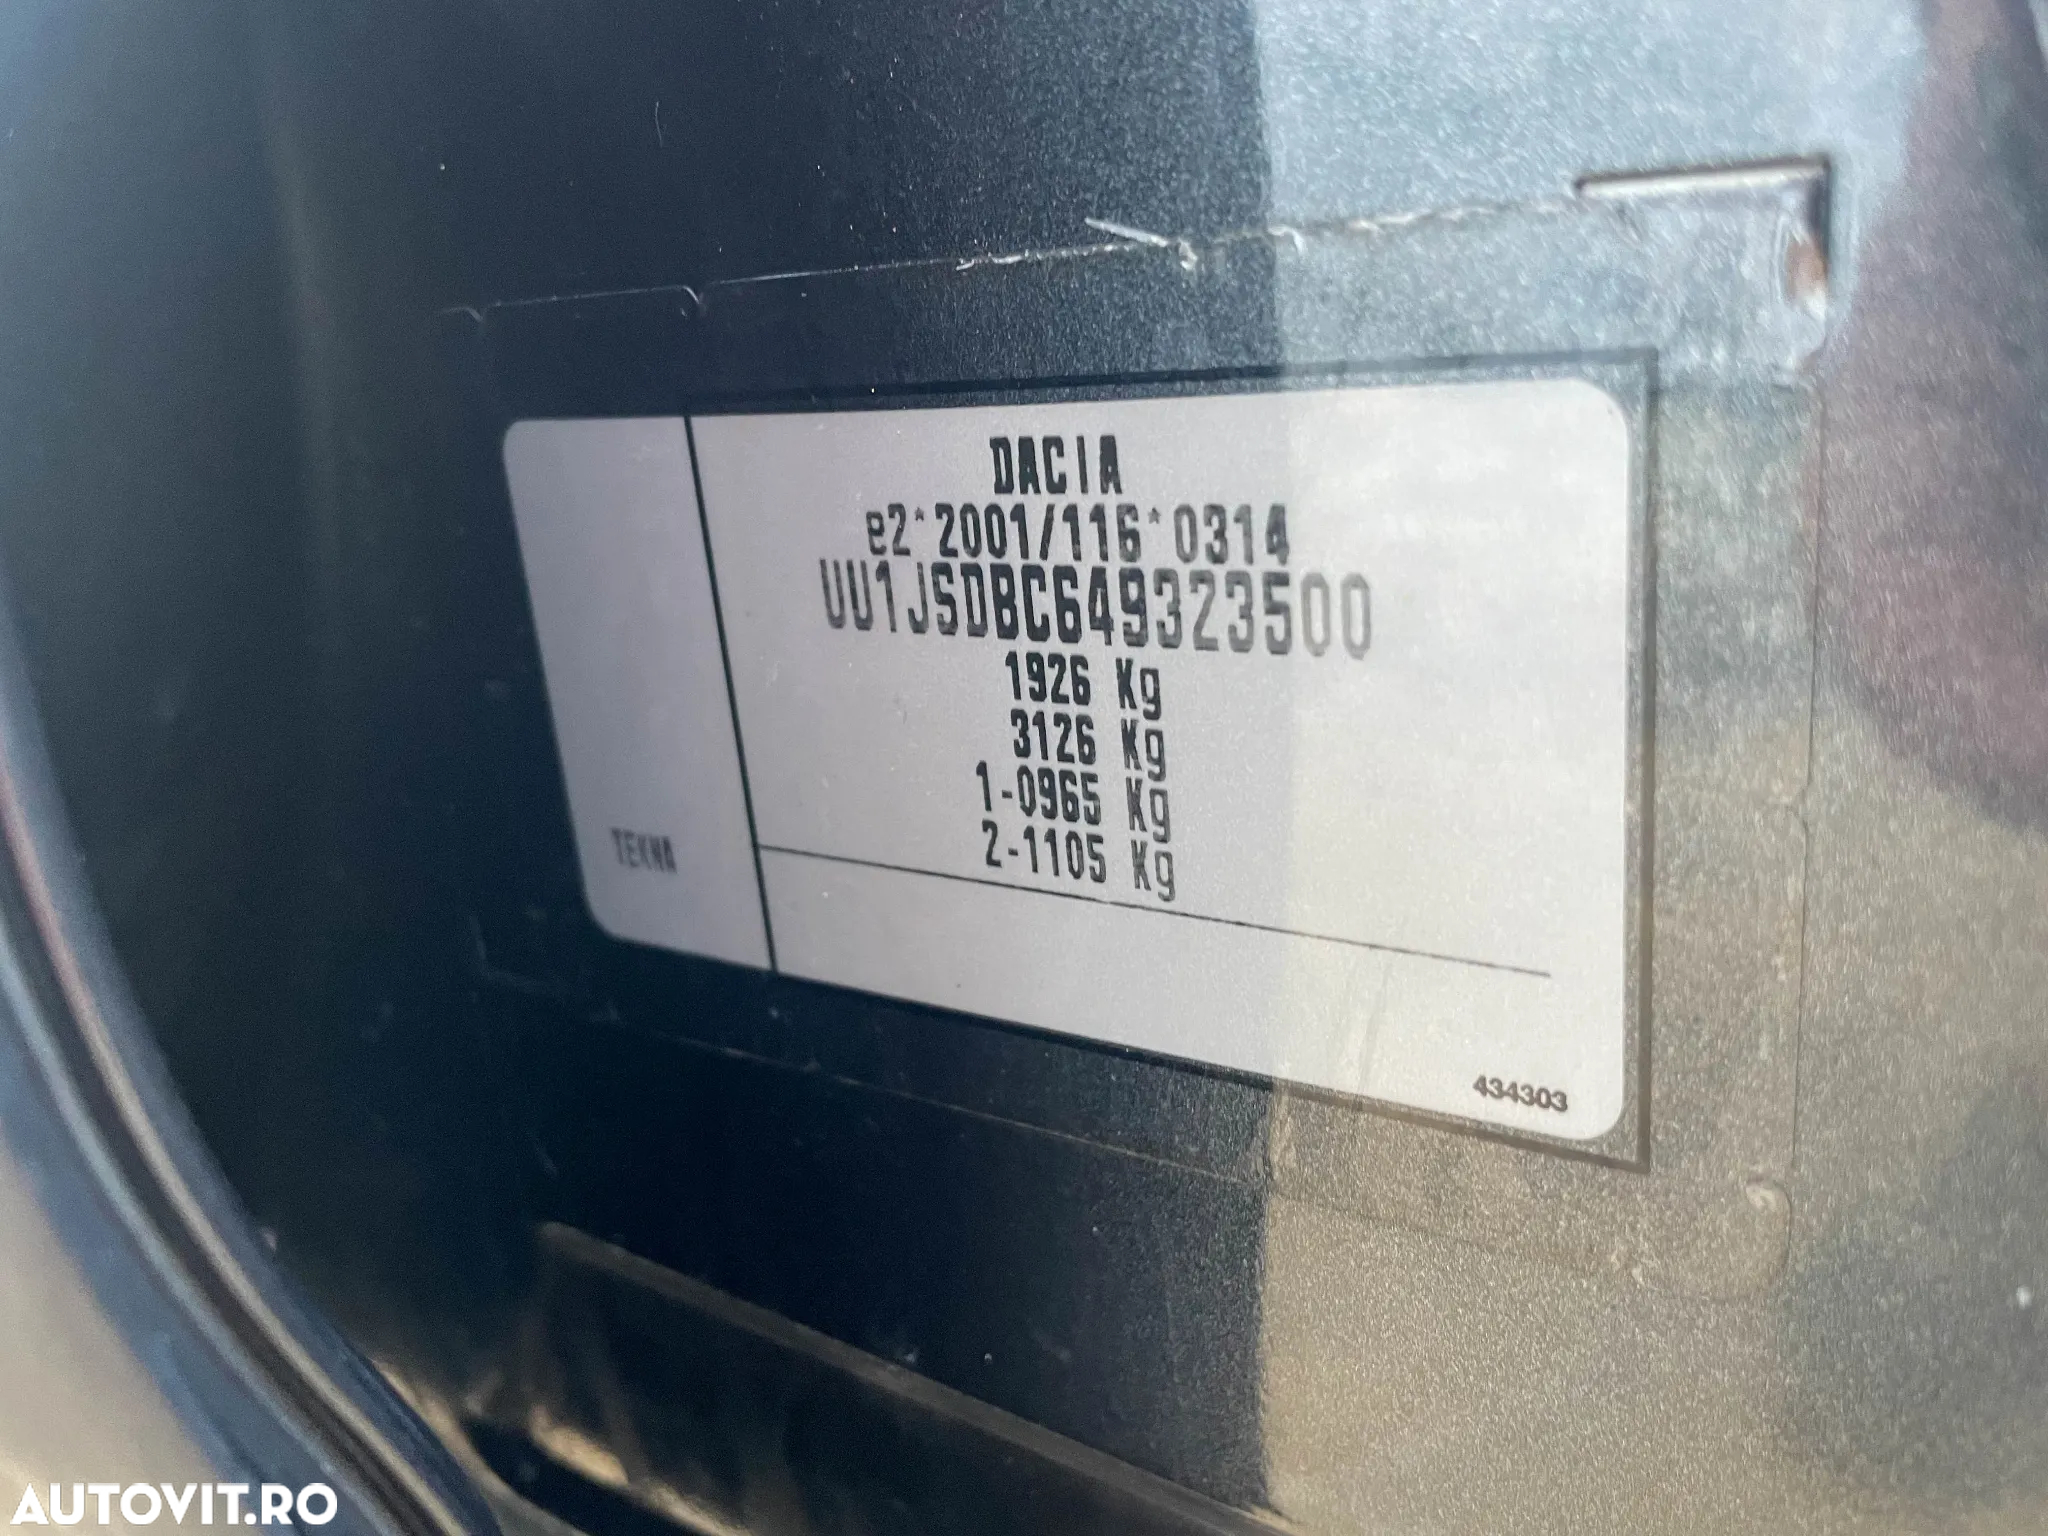 DACIA
e2*2001/116*0314
UU1JSDBC649323500
1926 Kg
3126 Kg
1-0965 Kg
2-1105 Kg
TEKNA
434303
AUTOVIT.RO